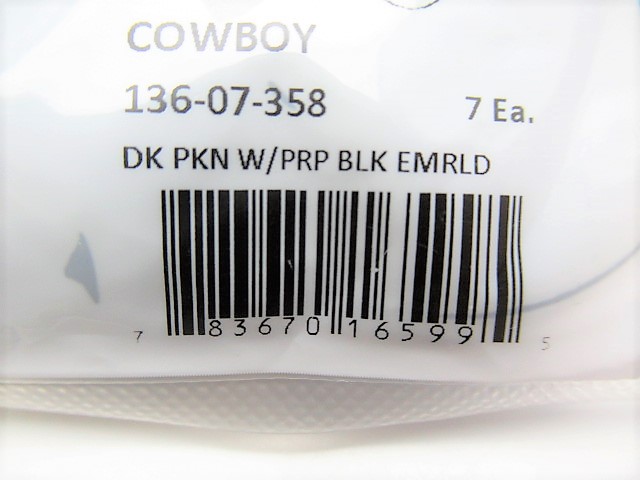 COWBOY
136-07-358 7 Ea.
DK PKN W/PRP BLK EMRLD
7 83670 16599 5